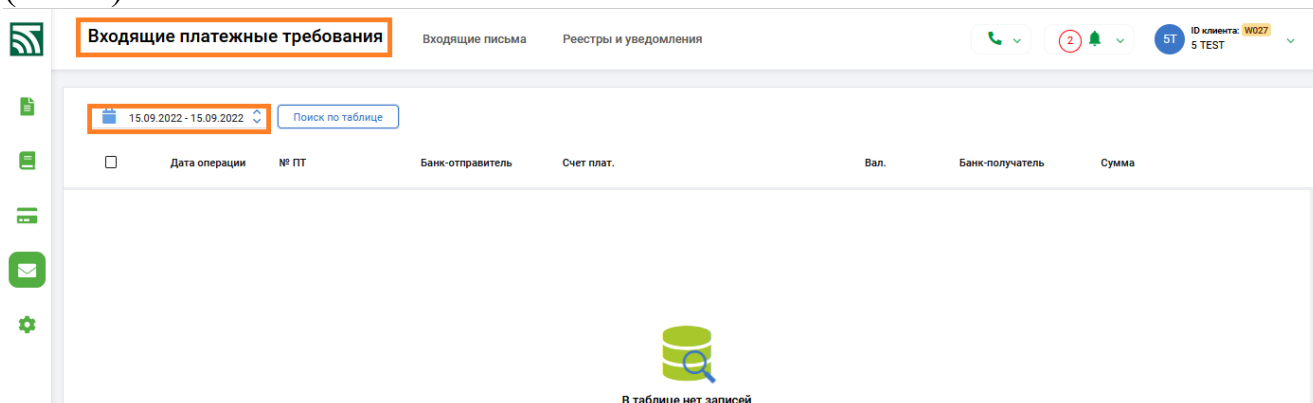 Входящие платежные требования Входящие письма Реестры и уведомления 2 5T ID клиента: W027
5 TEST
15.09.2022 - 15.09.2022 Поиск по таблице
Дата операции № ПТ Банк-отправитель Счет плат. Вал. Банк-получатель Сумма
В таблице нет записей